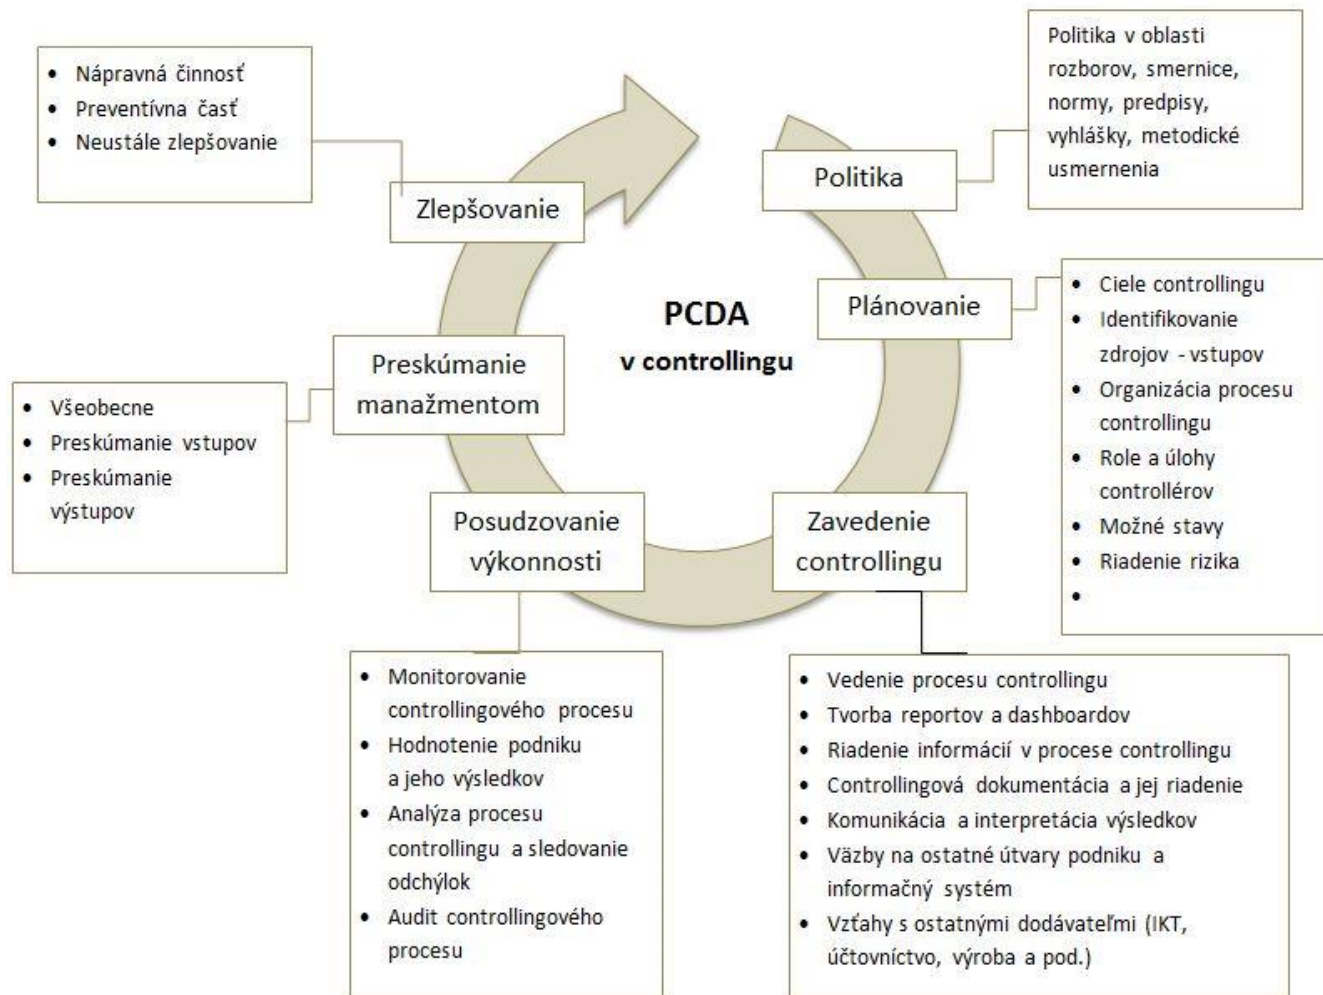 • Nápravná činnosť
• Preventívna časť
• Neustále zlepšovanie
Zlepšovanie
Politika v oblasti
rozborov, smernice,
normy, predpisy,
vyhlášky, metodické
usmernenia
Politika
PCDA
v controllingu
Plánovanie
• Ciele controllingu
• Identifikovanie
zdrojov - vstupov
• Organizácia procesu
controllingu
• Role a úlohy
controllérov
• Možné stavy
• Riadenie rizika
•
Preskúmanie
manažmentom
• Všeobecne
• Preskúmanie vstupov
• Preskúmanie
výstupov
Posudzovanie
výkonnosti
Zavedenie
controllingu
• Monitorovanie
controllingového procesu
• Hodnotenie podniku
a jeho výsledkov
• Analýza procesu
controllingu a sledovanie
odchýlok
• Audit controllingového
procesu
• Vedenie procesu controllingu
• Tvorba reportov a dashboardov
• Riadenie informácií v procese controllingu
• Controllingová dokumentácia a jej riadenie
• Komunikácia a interpretácia výsledkov
• Väzby na ostatné útvary podniku a
informačný systém
• Vzťahy s ostatnými dodávateľmi (IKT,
účtovníctvo, výroba a pod.)